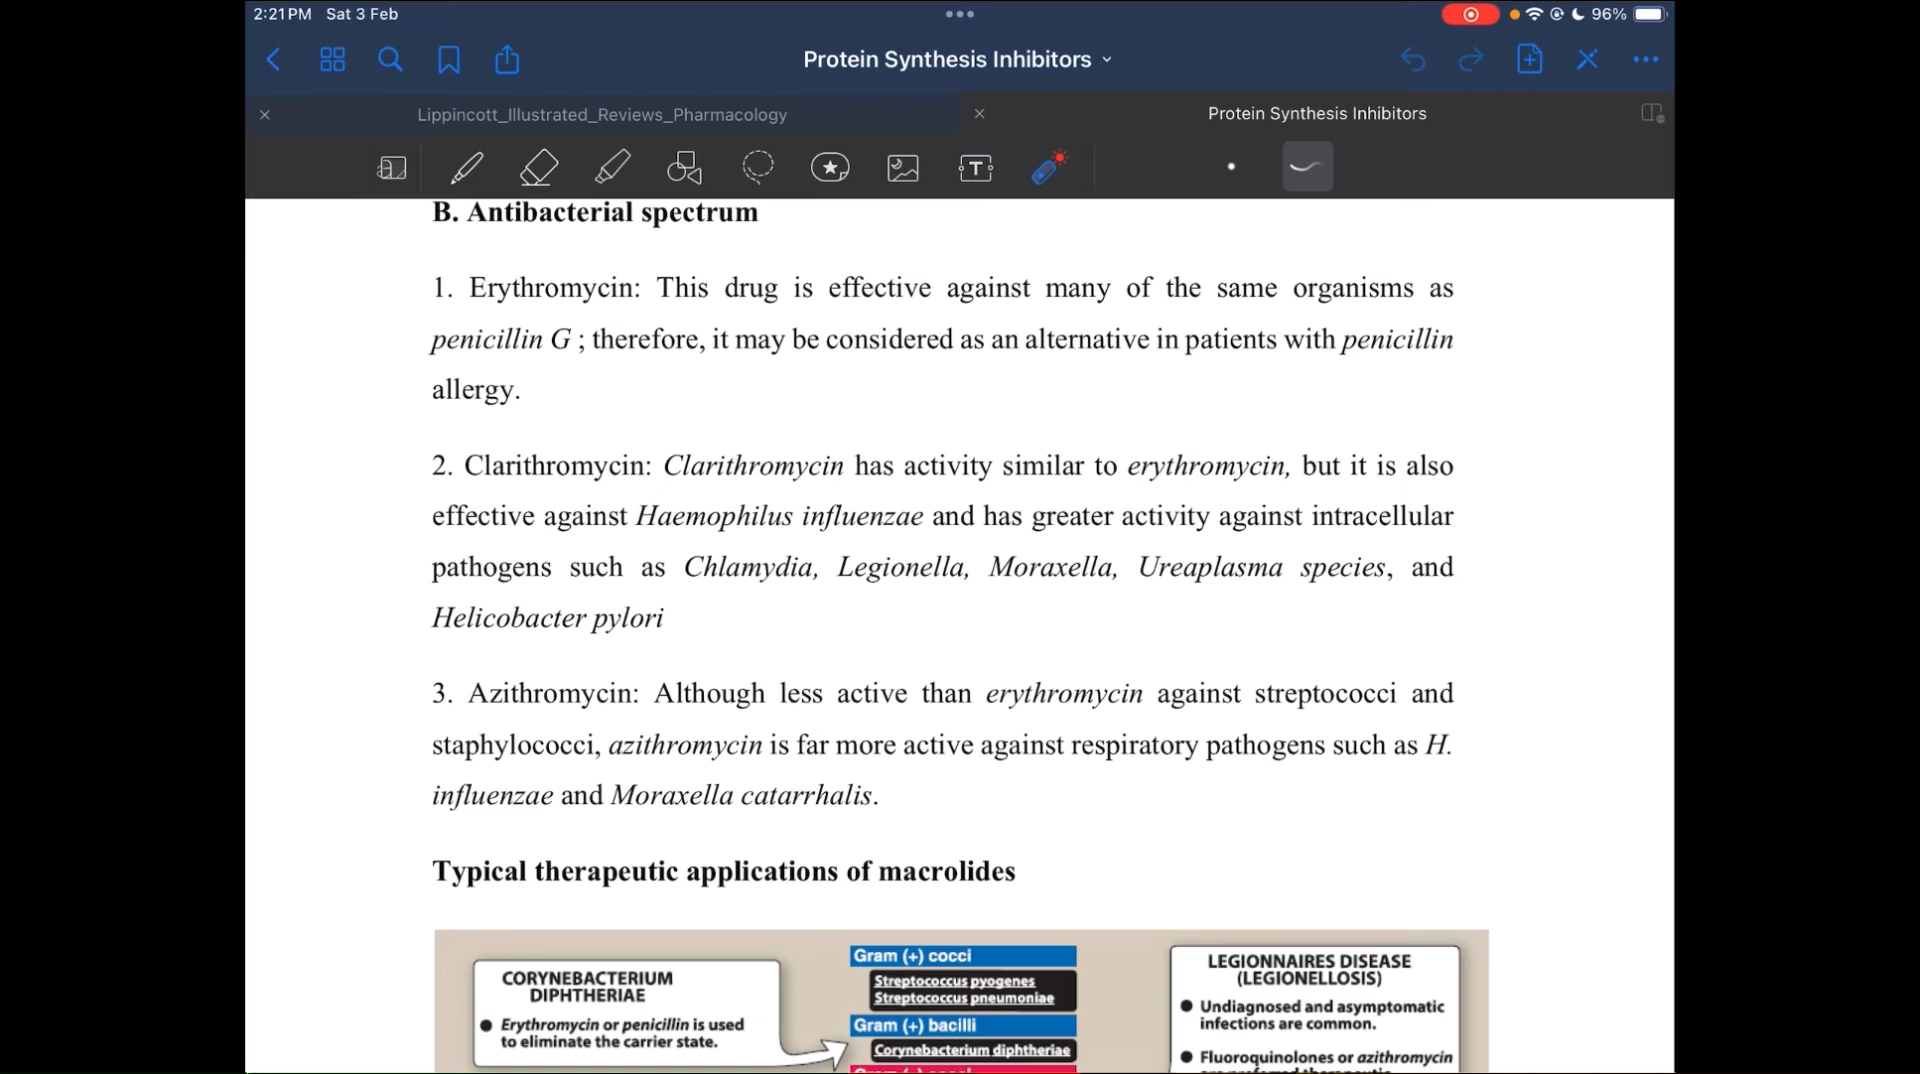 2:21 PM Sat 3 Feb
96%
Protein Synthesis Inhibitors
Lippincott_Illustrated_Reviews_Pharmacology
Protein Synthesis Inhibitors
B. Antibacterial spectrum
1. Erythromycin: This drug is effective against many of the same organisms as
penicillin G ; therefore, it may be considered as an alternative in patients with penicillin
allergy.
2. Clarithromycin: Clarithromycin has activity similar to erythromycin, but it is also
effective against Haemophilus influenzae and has greater activity against intracellular
pathogens such as Chlamydia, Legionella, Moraxella, Ureaplasma species, and
Helicobacter pylori
3. Azithromycin: Although less active than erythromycin against streptococci and
staphylococci, azithromycin is far more active against respiratory pathogens such as H.
influenzae and Moraxella catarrhalis.
Typical therapeutic applications of macrolides
CORYNEBACTERIUM
DIPHTHERIAE
● Erythromycin or penicillin is used
to eliminate the carrier state.
Gram (+) cocci
Streptococcus pyogenes
Streptococcus pneumoniae
Gram (+) bacilli
Corynebacterium diphtheriae
LEGIONNAIRES DISEASE
(LEGIONELLOSIS)
● Undiagnosed and asymptomatic
infections are common.
● Fluoroquinolones or azithromycin